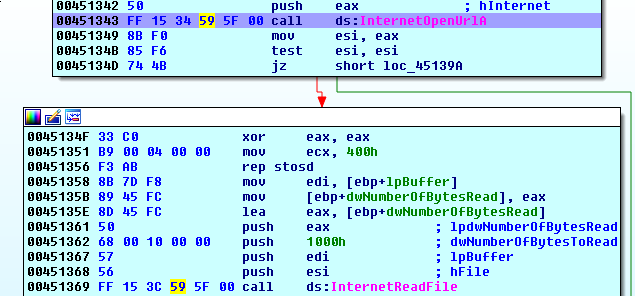 00451342 50 push eax ; hInternet
00451343 FF 15 34 59 5F 00 call ds:InternetOpenUrlA
00451349 8B F0 mov esi, eax
0045134B 85 F6 test esi, esi
0045134D 74 4B jz short loc_45139A
0045134F 33 C0 xor eax, eax
00451351 B9 00 04 00 00 mov ecx, 400h
00451356 F3 AB rep stosd
00451358 8B 7D F8 mov edi, [ebp+lpBuffer]
0045135B 89 45 FC mov [ebp+dwNumberOfBytesRead], eax
0045135E 8D 45 FC lea eax, [ebp+dwNumberOfBytesRead]
00451361 50 push eax ; lpdwNumberOfBytesRead
00451362 68 00 10 00 00 push 1000h ; dwNumberOfBytesToRead
00451367 57 push edi ; lpBuffer
00451368 56 push esi ; hFile
00451369 FF 15 3C 59 5F 00 call ds:InternetReadFile